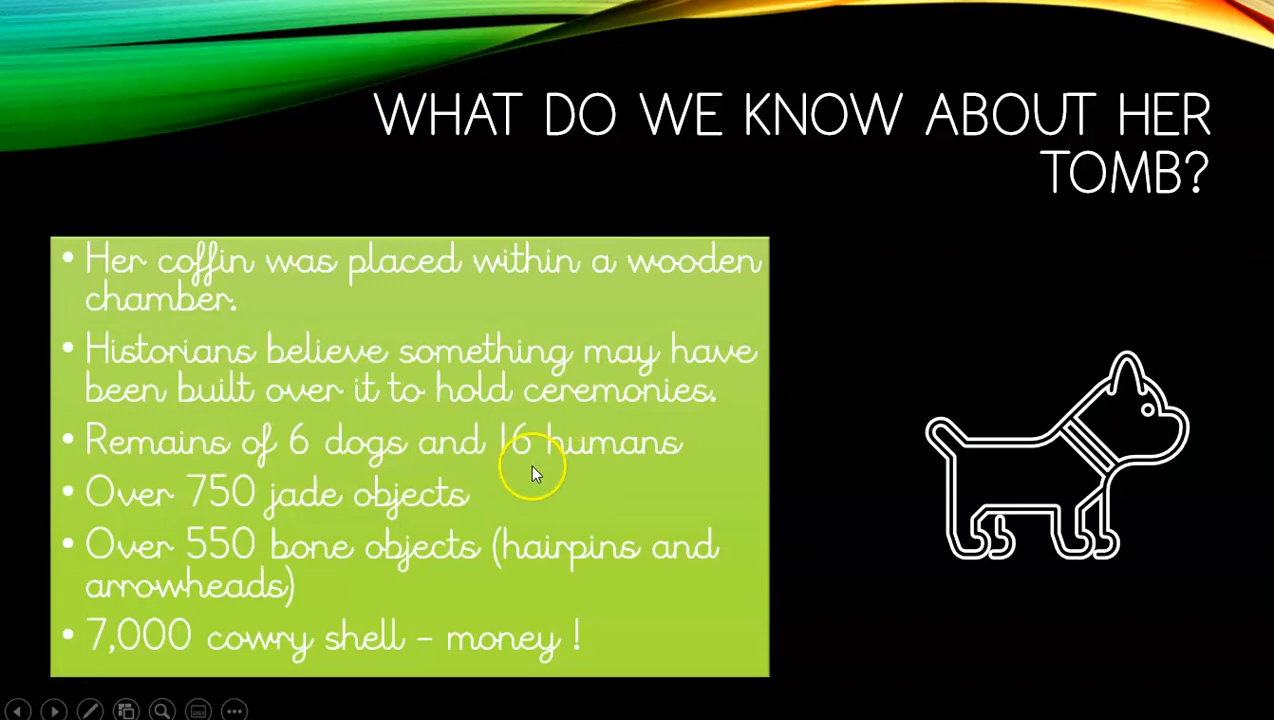 WHAT DO WE KNOW ABOUT HER
TOMB?
• Her coffin was placed within a wooden
chamber.
• Historians believe something may have
been built over it to hold ceremonies.
• Remains of 6 dogs and 16 humans
• Over 750 jade objects
• Over 550 bone objects (hairpins and
arrowheads)
• 7,000 cowry shell - money !